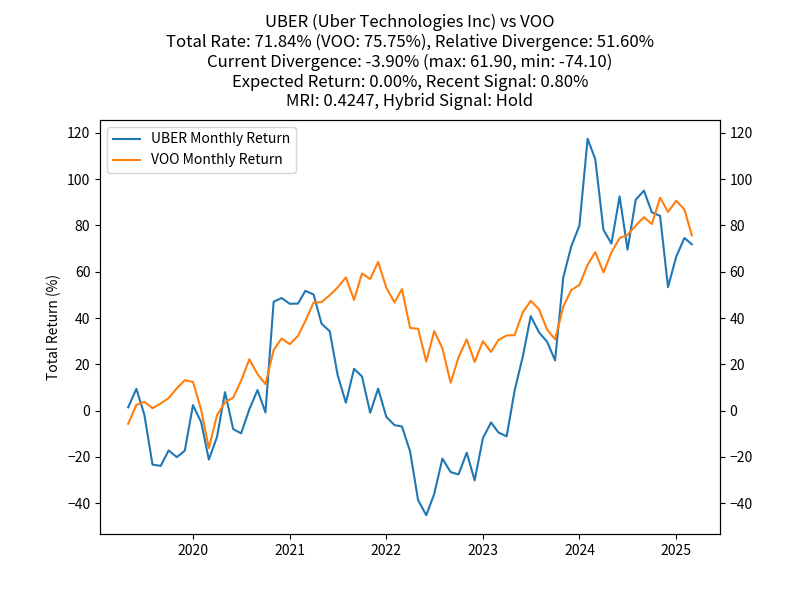 UBER (Uber Technologies Inc) vs VOO
Total Rate: 71.84% (VOO: 75.75%), Relative Divergence: 51.60%
Current Divergence: -3.90% (max: 61.90, min: -74.10)
Expected Return: 0.00%, Recent Signal: 0.80%
MRI: 0.4247, Hybrid Signal: Hold
UBER Monthly Return
VOO Monthly Return
Total Return (%)
120
100
80
60
40
20
0
−20
−40
120
100
80
60
40
20
0
−20
−40
2020 2021 2022 2023 2024 2025